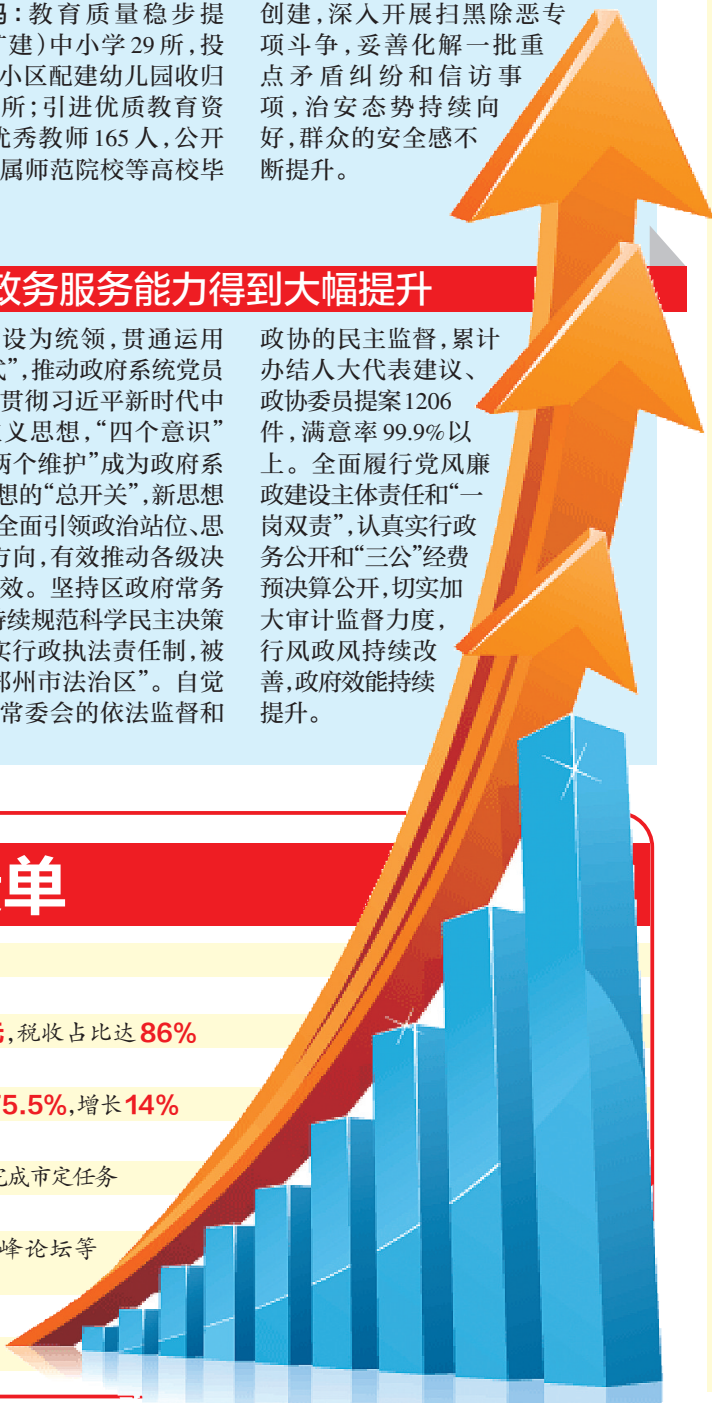 :教育质量稳步提
建)中小学29所,投
小区配建幼儿园收归
所;引进优质教育资
优秀教师165人,公开
属师范院校等高校毕
创建,深入开展扫黑除恶专
项斗争,妥善化解一批重
点矛盾纠纷和信访事
项,治安态势持续向
好,群众的安全感不
断提升。
政务服务能力得到大幅提升
设为统领,贯通运用
”,推动政府系统党员
贯彻习近平新时代中
义思想,“四个意识”
两个维护”成为政府系
想的“总开关”,新思想
全面引领政治站位、思
方向,有效推动各级决
效。坚持区政府常务
持续规范科学民主决策
实行政执法责任制,被
郑州市法治区”。自觉
常委会的依法监督和
政协的民主监督,累计
办结人大代表建议、
政协委员提案1206
件,满意率99.9%以
上。全面履行党风廉
政建设主体责任和“一
岗双责”,认真实行政
务公开和“三公”经费
预决算公开,切实加
大审计监督力度,
行风政风持续改
善,政府效能持续
提升。
单
,税收占比达86%
5.5%,增长14%
完成市定任务
峰论坛等